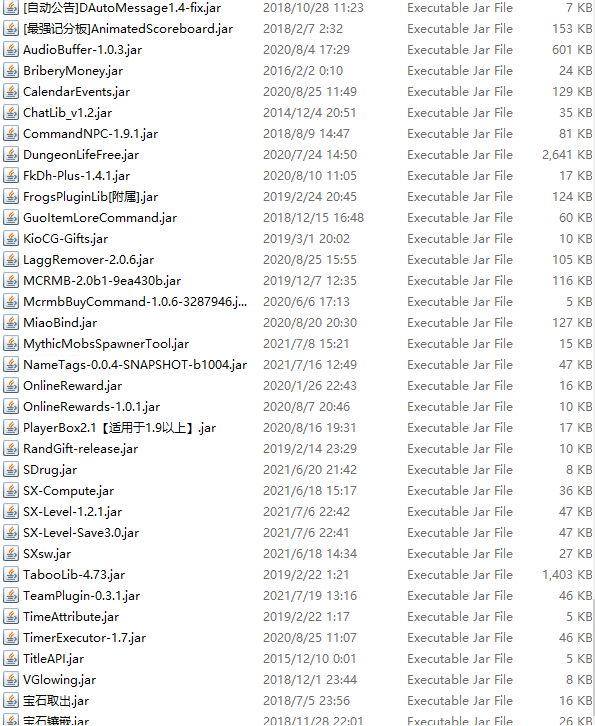 [自动公告]DAutoMessage1.4-fix.jar 2018/10/28 11:23 Executable Jar File 7 KB
[最强记分板]AnimatedScoreboard.jar 2018/2/7 2:32 Executable Jar File 153 KB
AudioBuffer-1.0.3.jar 2020/8/4 17:29 Executable Jar File 601 KB
BriberyMoney.jar 2016/2/2 0:10 Executable Jar File 24 KB
CalendarEvents.jar 2020/8/25 11:49 Executable Jar File 129 KB
ChatLib_v1.2.jar 2014/12/4 20:51 Executable Jar File 35 KB
CommandNPC-1.9.1.jar 2018/8/9 14:47 Executable Jar File 81 KB
DungeonLifeFree.jar 2020/7/24 14:50 Executable Jar File 2,641 KB
FkDh-Plus-1.4.1.jar 2020/8/10 11:05 Executable Jar File 17 KB
FrogsPluginLib[附属].jar 2019/2/24 20:45 Executable Jar File 124 KB
GuoItemLoreCommand.jar 2018/12/15 16:48 Executable Jar File 60 KB
KioCG-Gifts.jar 2019/3/1 20:02 Executable Jar File 10 KB
LaggRemover-2.0.6.jar 2020/8/25 15:55 Executable Jar File 105 KB
MCRMB-2.0b1-9ea430b.jar 2019/12/7 12:35 Executable Jar File 116 KB
McrmbBuyCommand-1.0.6-3287946.j... 2020/6/6 17:13 Executable Jar File 5 KB
MiaoBind.jar 2020/8/20 20:30 Executable Jar File 127 KB
MythicMobsSpawnerTool.jar 2021/7/8 15:21 Executable Jar File 15 KB
NameTags-0.0.4-SNAPSHOT-b1004.jar 2021/7/16 12:49 Executable Jar File 47 KB
OnlineReward.jar 2020/1/26 22:43 Executable Jar File 16 KB
OnlineRewards-1.0.1.jar 2020/8/7 20:46 Executable Jar File 10 KB
PlayerBox2.1【适用于1.9以上】.jar 2020/8/16 19:31 Executable Jar File 17 KB
RandGift-release.jar 2019/2/14 23:29 Executable Jar File 10 KB
SDrug.jar 2021/6/20 21:42 Executable Jar File 8 KB
SX-Compute.jar 2021/6/18 15:17 Executable Jar File 36 KB
SX-Level-1.2.1.jar 2021/7/6 22:42 Executable Jar File 47 KB
SX-Level-Save3.0.jar 2021/7/6 22:41 Executable Jar File 47 KB
SXsw.jar 2021/6/18 14:34 Executable Jar File 27 KB
TabooLib-4.73.jar 2019/2/22 1:21 Executable Jar File 1,403 KB
TeamPlugin-0.3.1.jar 2021/7/19 13:16 Executable Jar File 46 KB
TimeAttribute.jar 2019/2/22 1:17 Executable Jar File 5 KB
TimerExecutor-1.7.jar 2020/8/25 11:07 Executable Jar File 46 KB
TitleAPI.jar 2015/12/10 0:01 Executable Jar File 5 KB
VGlowing.jar 2018/12/1 23:44 Executable Jar File 8 KB
宝石取出.jar 2018/7/5 23:56 Executable Jar File 16 KB
宝石镶嵌.jar 2018/11/28 22:01 Executable Jar File 26 KB